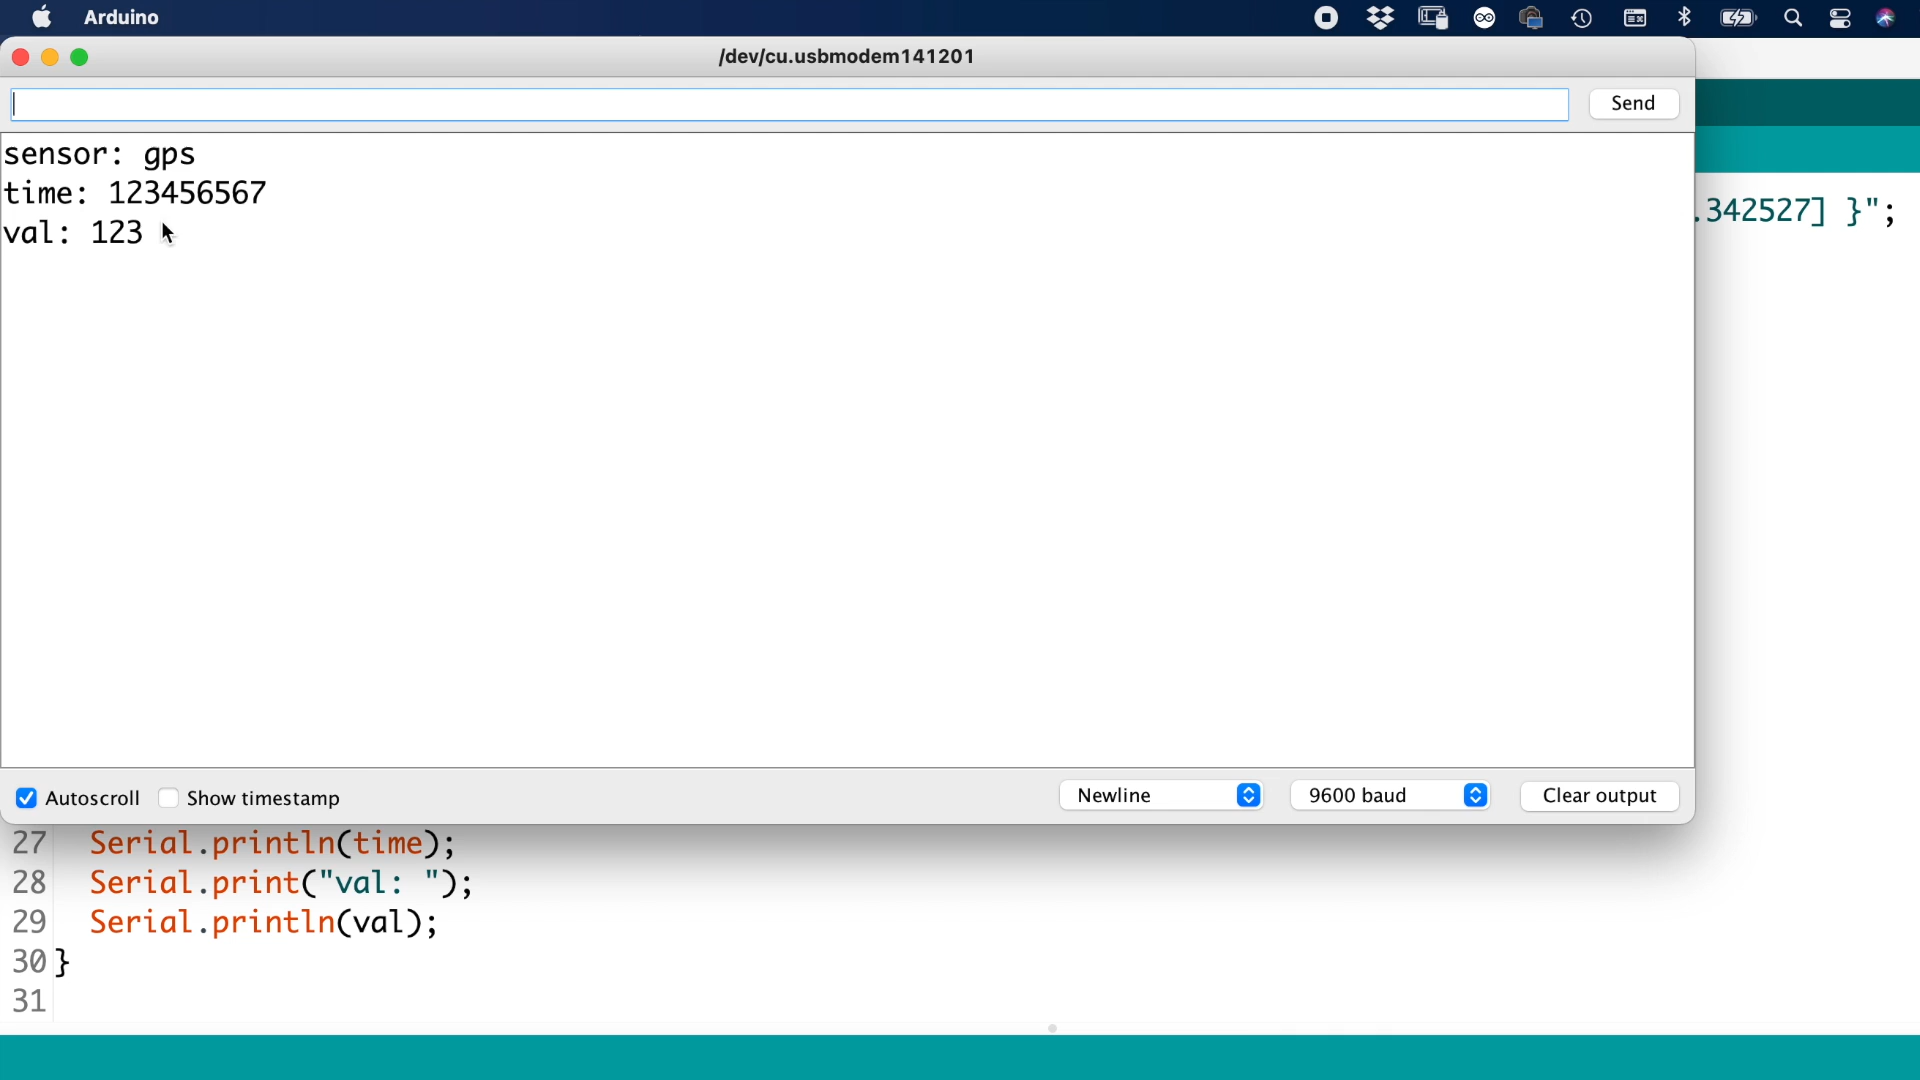 Arduino
/dev/cu.usbmodem141201
Send
sensor: gps
time: 123456567
val: 123
.342527] }";
Autoscroll
Show timestamp
Newline
9600 baud
Clear output
27 Serial.println(time);
28 Serial.print("val: ");
29 Serial.println(val);
30 }
31